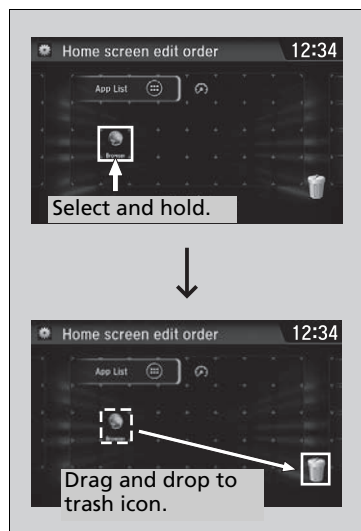 Home screen edit order
12:34
App List
Browser
Select and hold.
Home screen edit order
12:34
App List
Browser
Drag and drop to
trash icon.